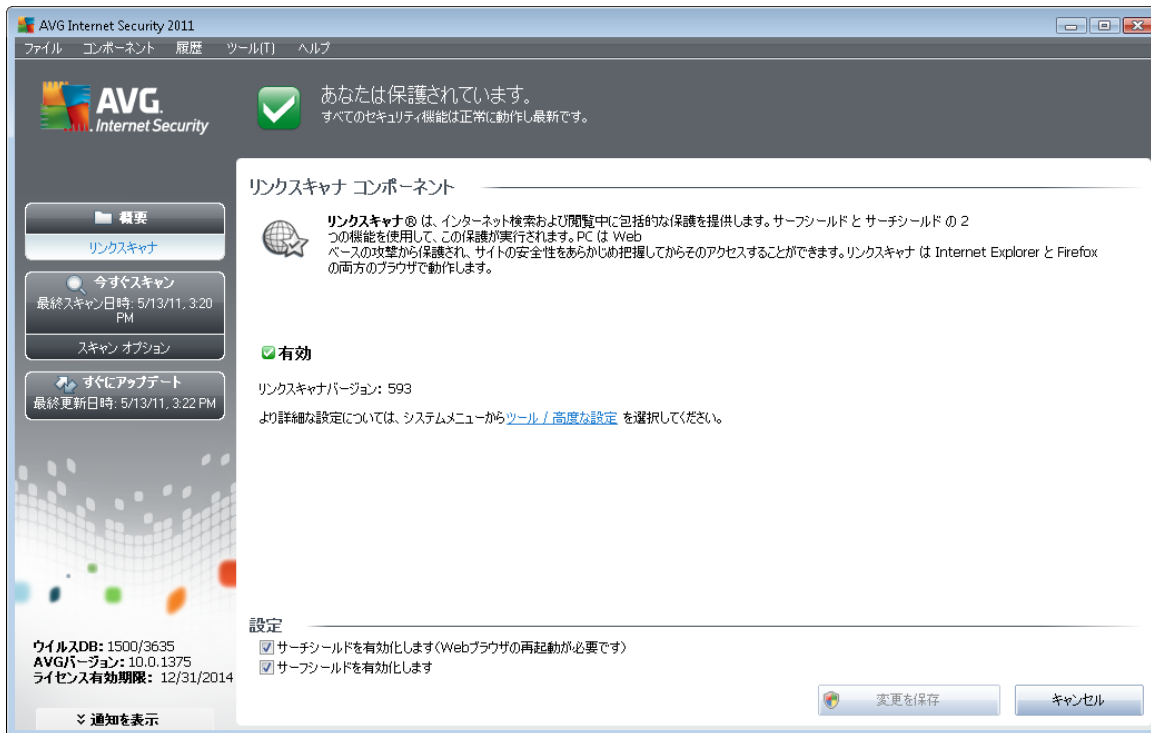 AVG Internet Security 2011
ファイル コンポーネント 履歴 ツール(T) ヘルプ
AVG.
Internet Security
あなたは保護されています。
すべてのセキュリティ機能は正常に動作し最新です。
概要
リンクスキャナ
今すぐスキャン
最終スキャン日時: 5/13/11, 3:20
PM
スキャン オプション
すぐにアップデート
最終更新日時: 5/13/11, 3:22 PM
リンクスキャナ コンポーネント
リンクスキャナ® は、インターネット検索および閲覧中に包括的な保護を提供します。サーフシールド と サーチシールド の 2
つの機能を使用して、この保護が実行されます。PC は Web
ベースの攻撃から保護され、サイトの安全性をあらかじめ把握してからそのアクセスすることができます。リンクスキャナ は Internet Explorer と Firefox
の両方のブラウザで動作します。
有効
リンクスキャナバージョン: 593
より詳細な設定については、システムメニューからツール / 高度な設定 を選択してください。
設定
サーチシールドを有効化します(Webブラウザの再起動が必要です)
サーフシールドを有効化します
変更を保存
キャンセル
ウイルスDB: 1500/3635
AVGバージョン: 10.0.1375
ライセンス有効期限: 12/31/2014
通知を表示